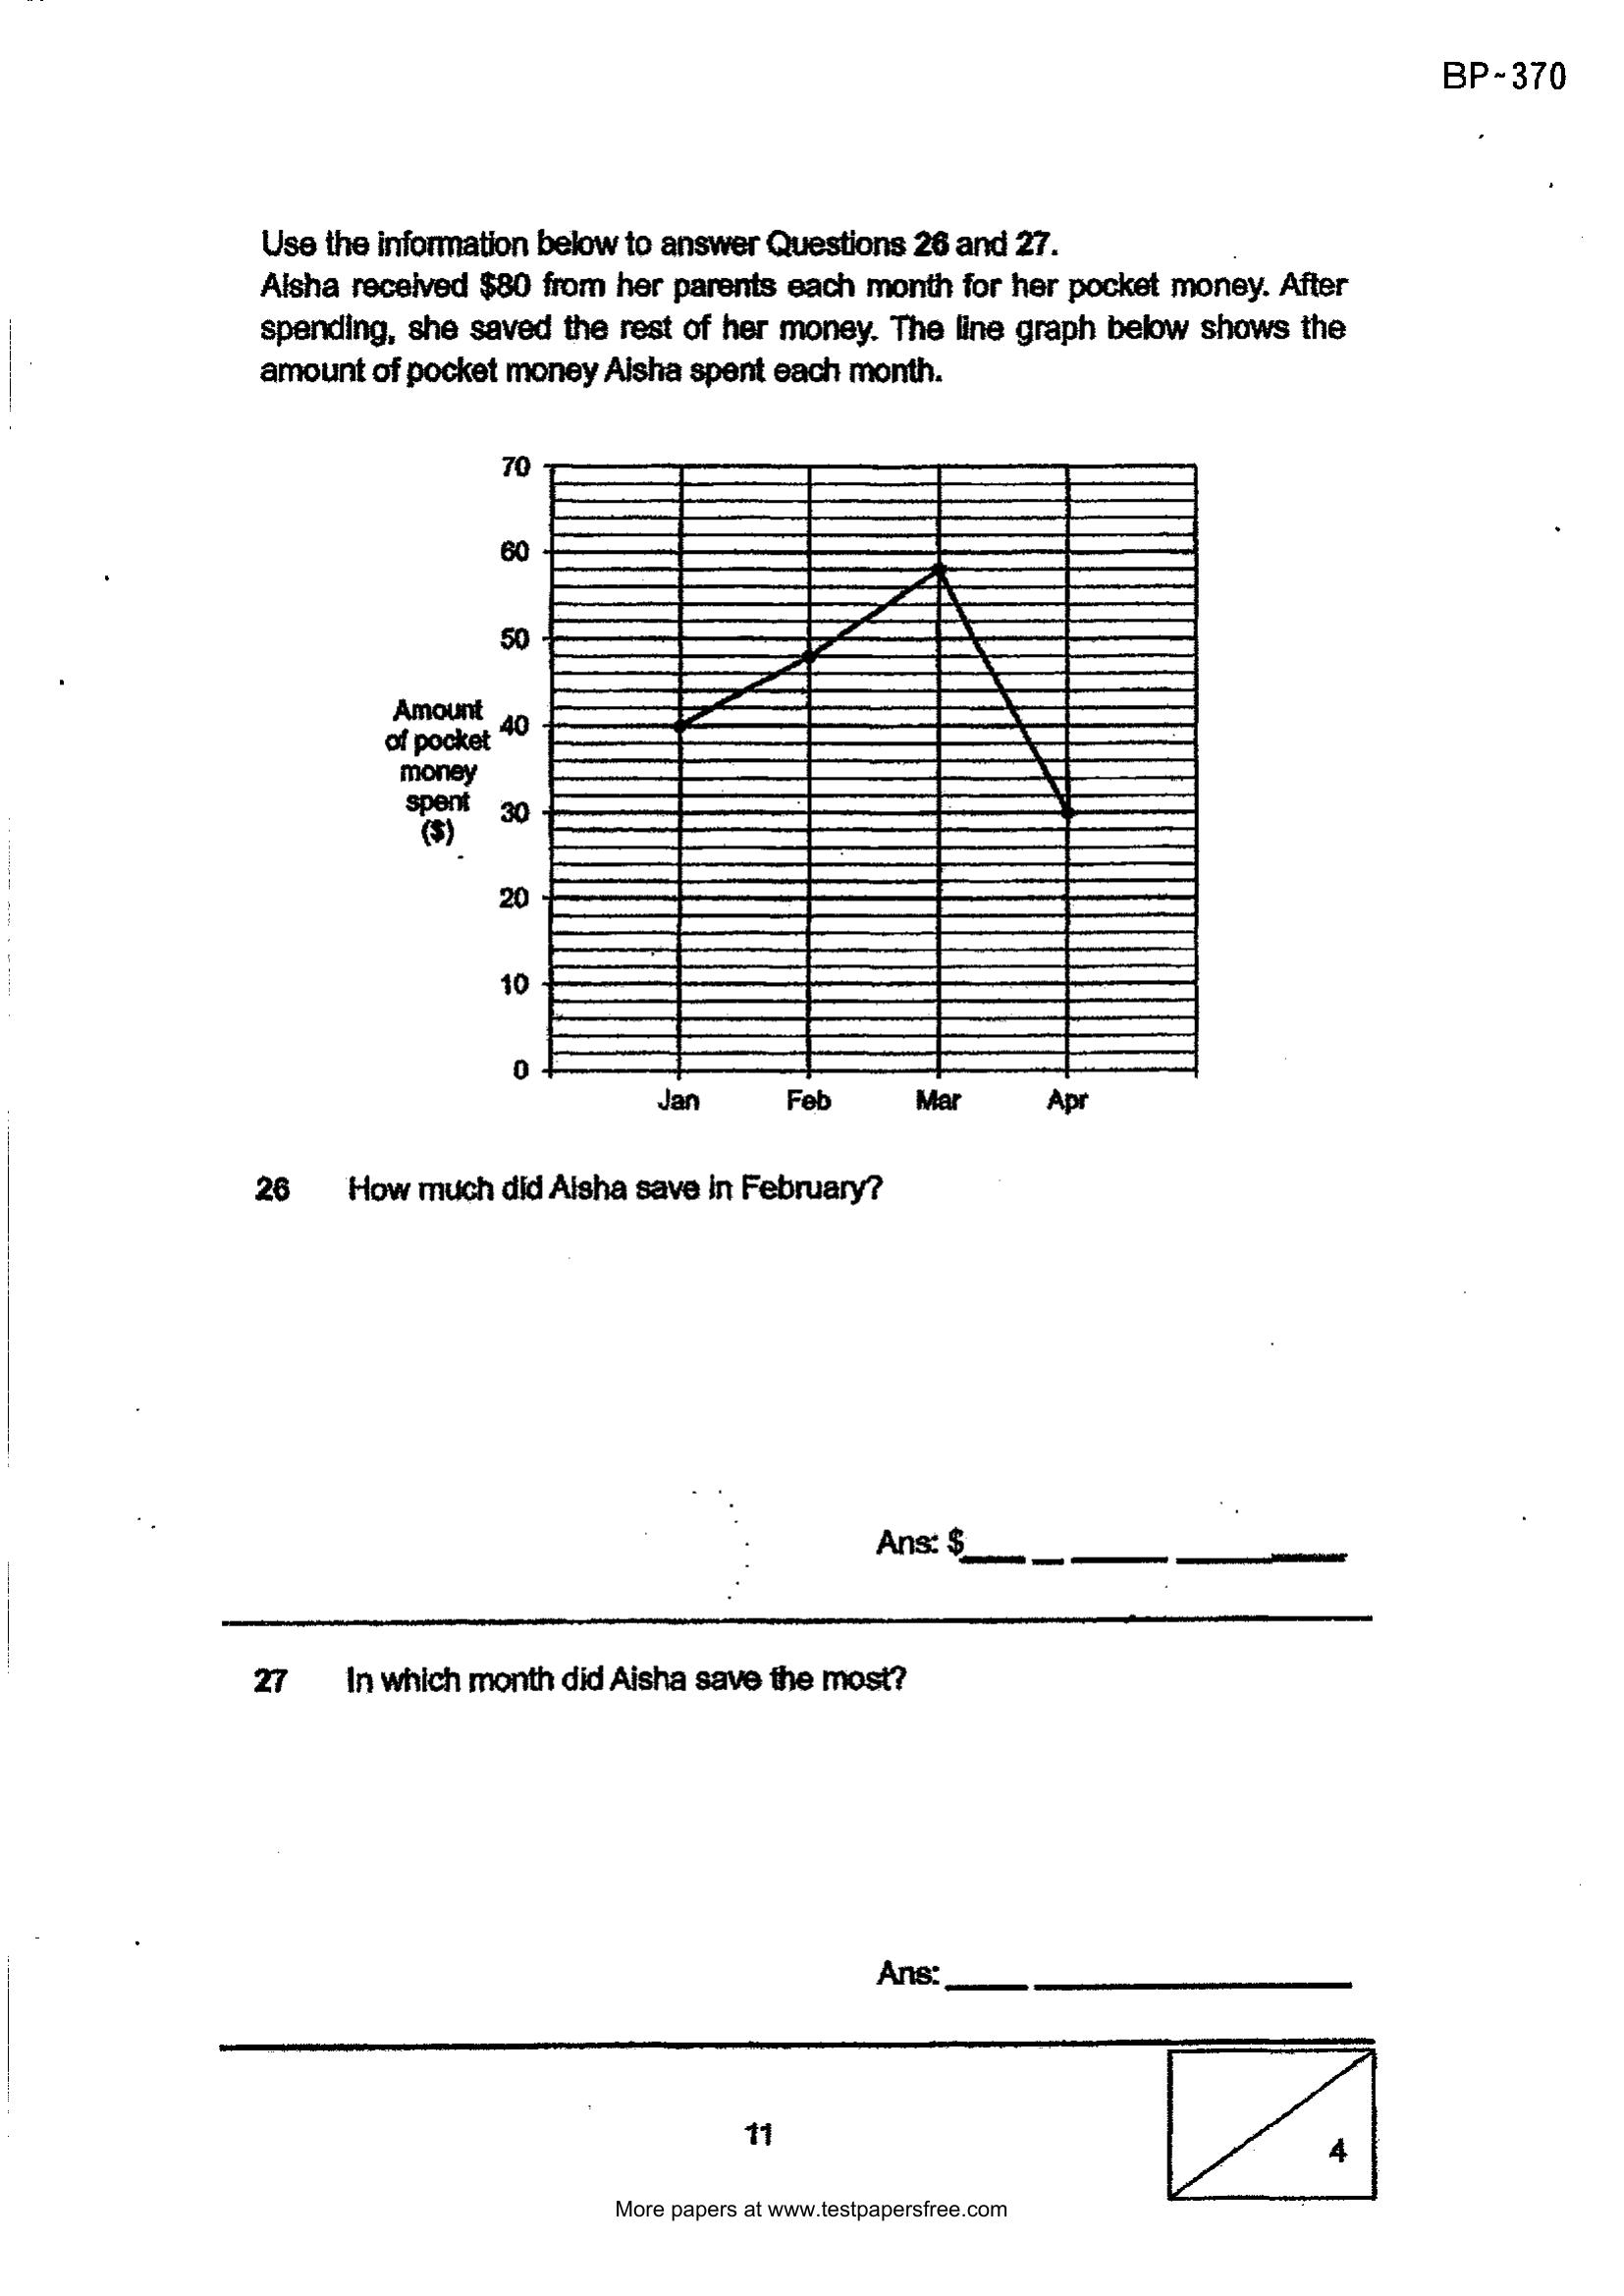 BP~370
Use the information below to answer Questions 26 and 27.
Aisha received $80 from her parents each month for her pocket money. After
spending, she saved the rest of her money. The line graph below shows the
amount of pocket money Aisha spent each month.
70
60
50
Amount
of pocket
money
spent
($)
40
30
20
10
0
Jan Feb Mar Apr
26 How much did Aisha save in February?
Ans: $
27 In which month did Aisha save the most?
Ans:
11
4
More papers at www.testpapersfree.com